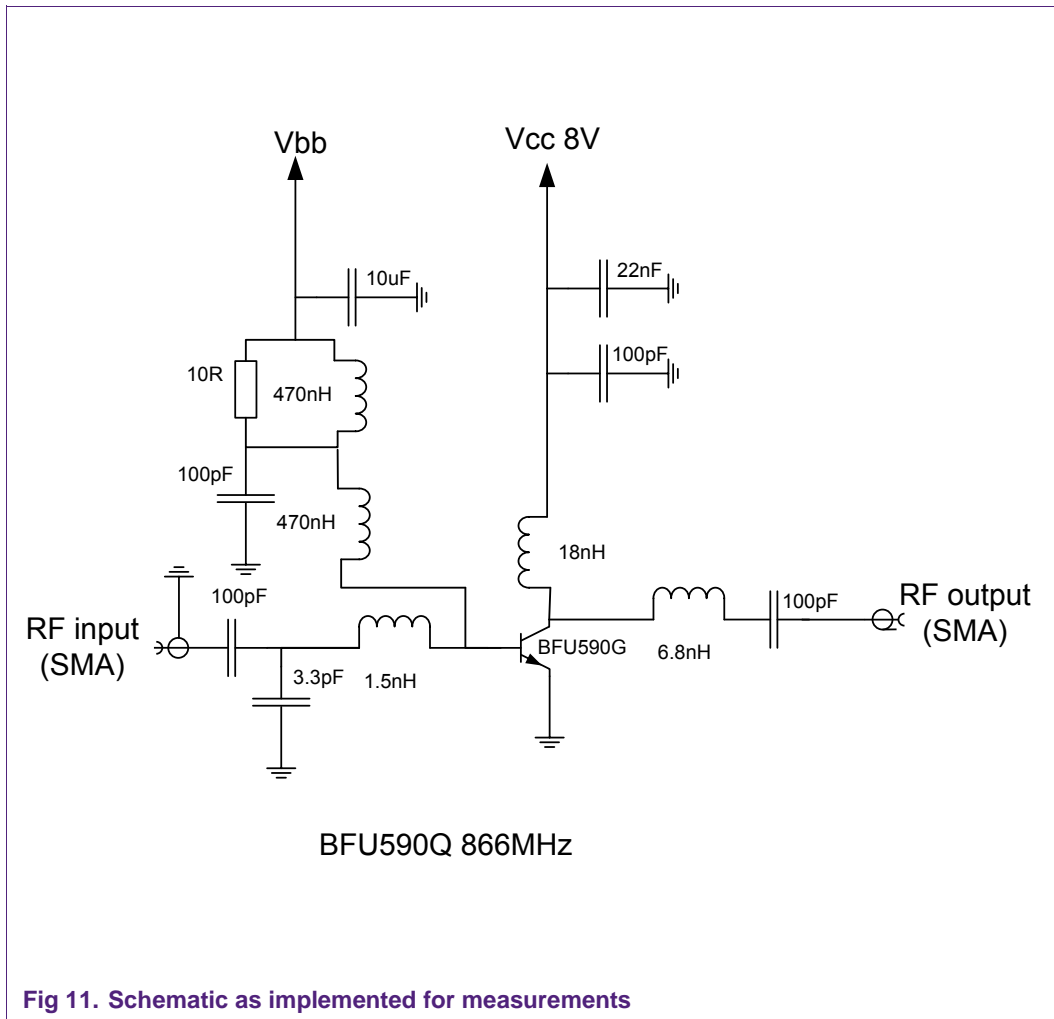 Vbb
Vcc 8V
10uF
22nF
100pF
10R
470nH
100pF
470nH
18nH
100pF
100pF
RF input
(SMA)
RF output
(SMA)
BFU590G
6.8nH
3.3pF
1.5nH
BFU590Q 866MHz
Fig 11. Schematic as implemented for measurements